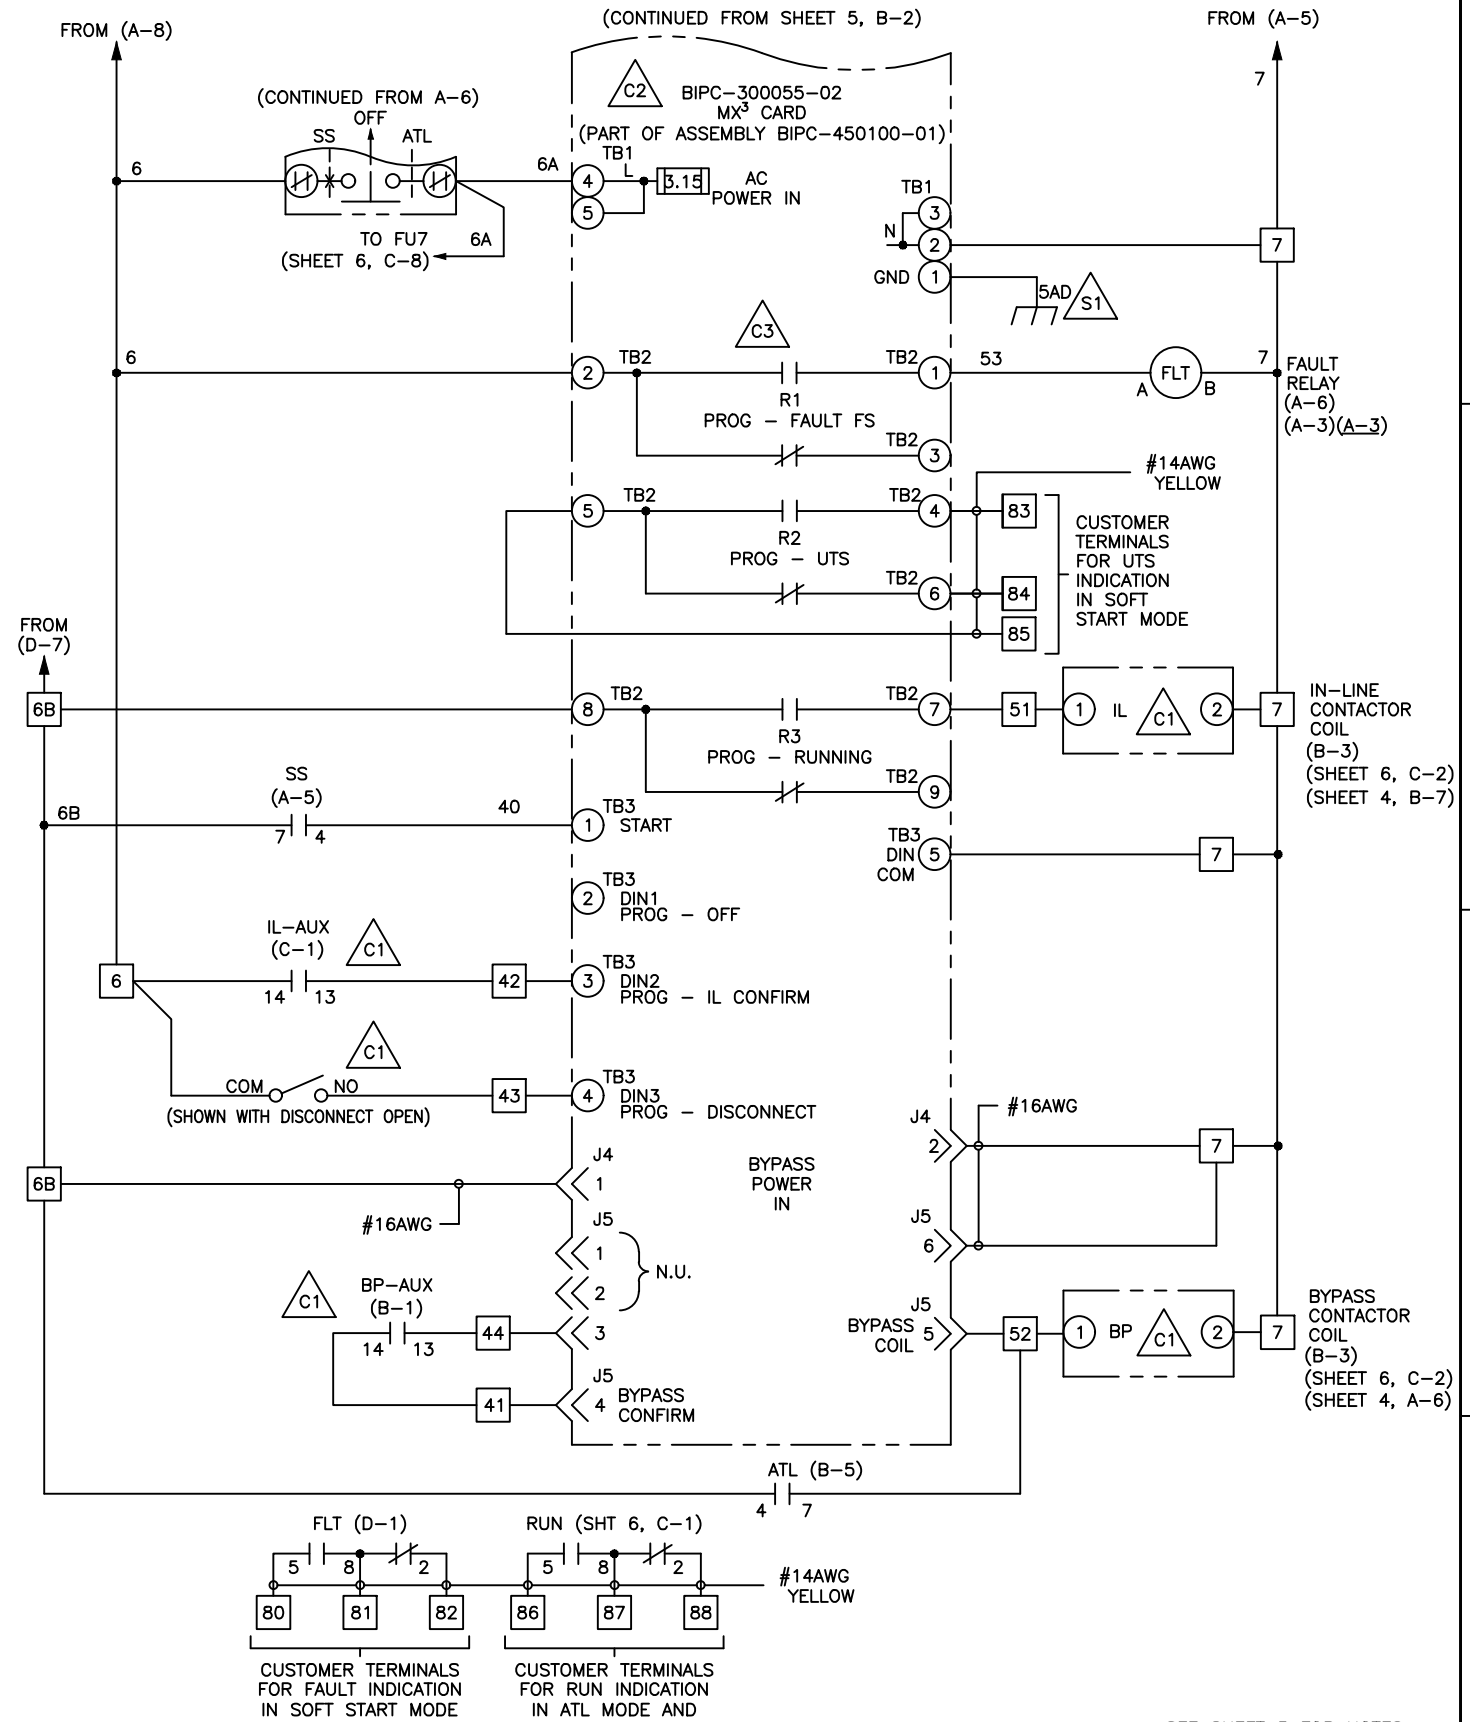 (CONTINUED FROM SHEET 5, B-2)
FROM (A-8)
FROM (A-5)
7
(CONTINUED FROM A-6)
OFF
SS
ATL
C2
BIPC-300055-02
MX³ CARD
(PART OF ASSEMBLY BIPC-450100-01)
6
6A
TB1
L
4
3.15
AC
POWER IN
5
TO FU7
(SHEET 6, C-8)
6A
TB1
3
N
2
7
GND
1
5AD
S1
C3
6
2
TB2
R1
PROG - FAULT FS
TB2
1
53
A
FLT
B
7
FAULT
RELAY
(A-6)
(A-3)(A-3)
TB2
3
#14AWG
YELLOW
5
TB2
R2
PROG - UTS
TB2
4
83
TB2
6
84
85
CUSTOMER
TERMINALS
FOR UTS
INDICATION
IN SOFT
START MODE
FROM
(D-7)
6B
8
TB2
R3
PROG - RUNNING
TB2
7
51
1
IL
C1
2
7
IN-LINE
CONTACTOR
COIL
(B-3)
(SHEET 6, C-2)
(SHEET 4, B-7)
TB2
9
6B
SS
(A-5)
7
4
40
1
TB3
START
TB3
DIN
COM
5
7
2
TB3
DIN1
PROG - OFF
6
IL-AUX
(C-1)
C1
14
13
42
3
TB3
DIN2
PROG - IL CONFIRM
C1
COM
NO
(SHOWN WITH DISCONNECT OPEN)
43
4
TB3
DIN3
PROG - DISCONNECT
#16AWG
J4
2
7
BYPASS
POWER
IN
6B
#16AWG
J4
1
J5
6
J5
1
2
N.U.
C1
BP-AUX
(B-1)
14
13
44
3
41
J5
4
BYPASS
CONFIRM
J5
BYPASS
COIL
5
52
1
BP
C1
2
7
BYPASS
CONTACTOR
COIL
(B-3)
(SHEET 6, C-2)
(SHEET 4, A-6)
ATL (B-5)
4
7
FLT (D-1)
5
8
2
RUN (SHT 6, C-1)
5
8
2
#14AWG
YELLOW
80
81
82
86
87
88
CUSTOMER TERMINALS
FOR FAULT INDICATION
IN SOFT START MODE
CUSTOMER TERMINALS
FOR RUN INDICATION
IN ATL MODE AND